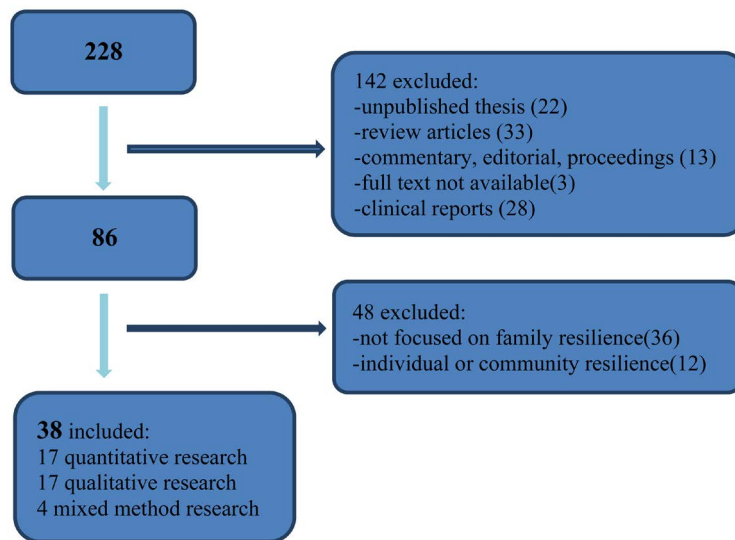 228
142 excluded:
-unpublished thesis (22)
-review articles (33)
-commentary, editorial, proceedings (13)
-full text not available(3)
-clinical reports (28)
86
48 excluded:
-not focused on family resilience(36)
-individual or community resilience(12)
38 included:
17 quantitative research
17 qualitative research
4 mixed method research